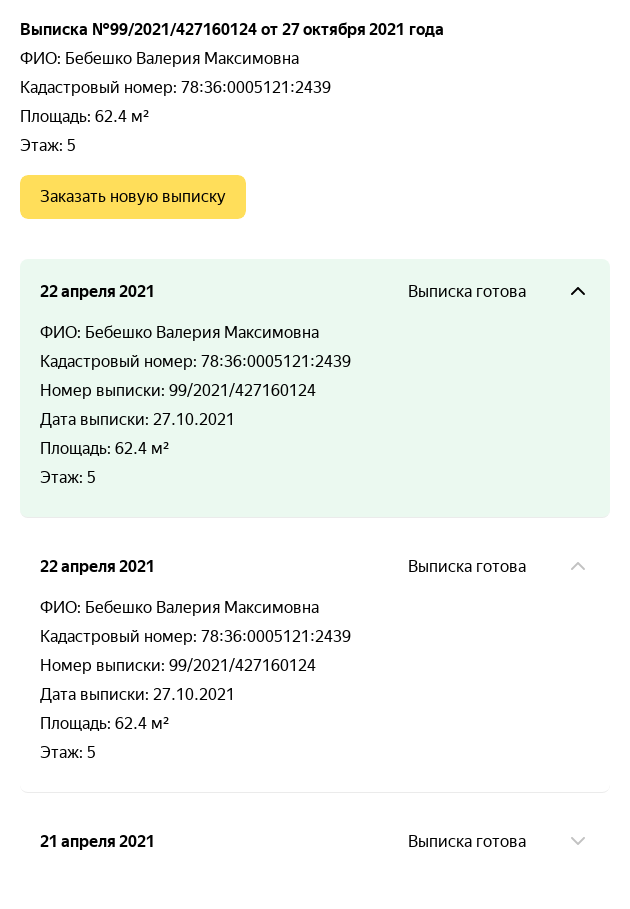 Выписка №99/2021/427160124 от 27 октября 2021 года
ФИО: Бебешко Валерия Максимовна
Кадастровый номер: 78:36:0005121:2439
Площадь: 62.4 м²
Этаж: 5
Заказать новую выписку
22 апреля 2021 Выписка готова
ФИО: Бебешко Валерия Максимовна
Кадастровый номер: 78:36:0005121:2439
Номер выписки: 99/2021/427160124
Дата выписки: 27.10.2021
Площадь: 62.4 м²
Этаж: 5
22 апреля 2021 Выписка готова
ФИО: Бебешко Валерия Максимовна
Кадастровый номер: 78:36:0005121:2439
Номер выписки: 99/2021/427160124
Дата выписки: 27.10.2021
Площадь: 62.4 м²
Этаж: 5
21 апреля 2021 Выписка готова